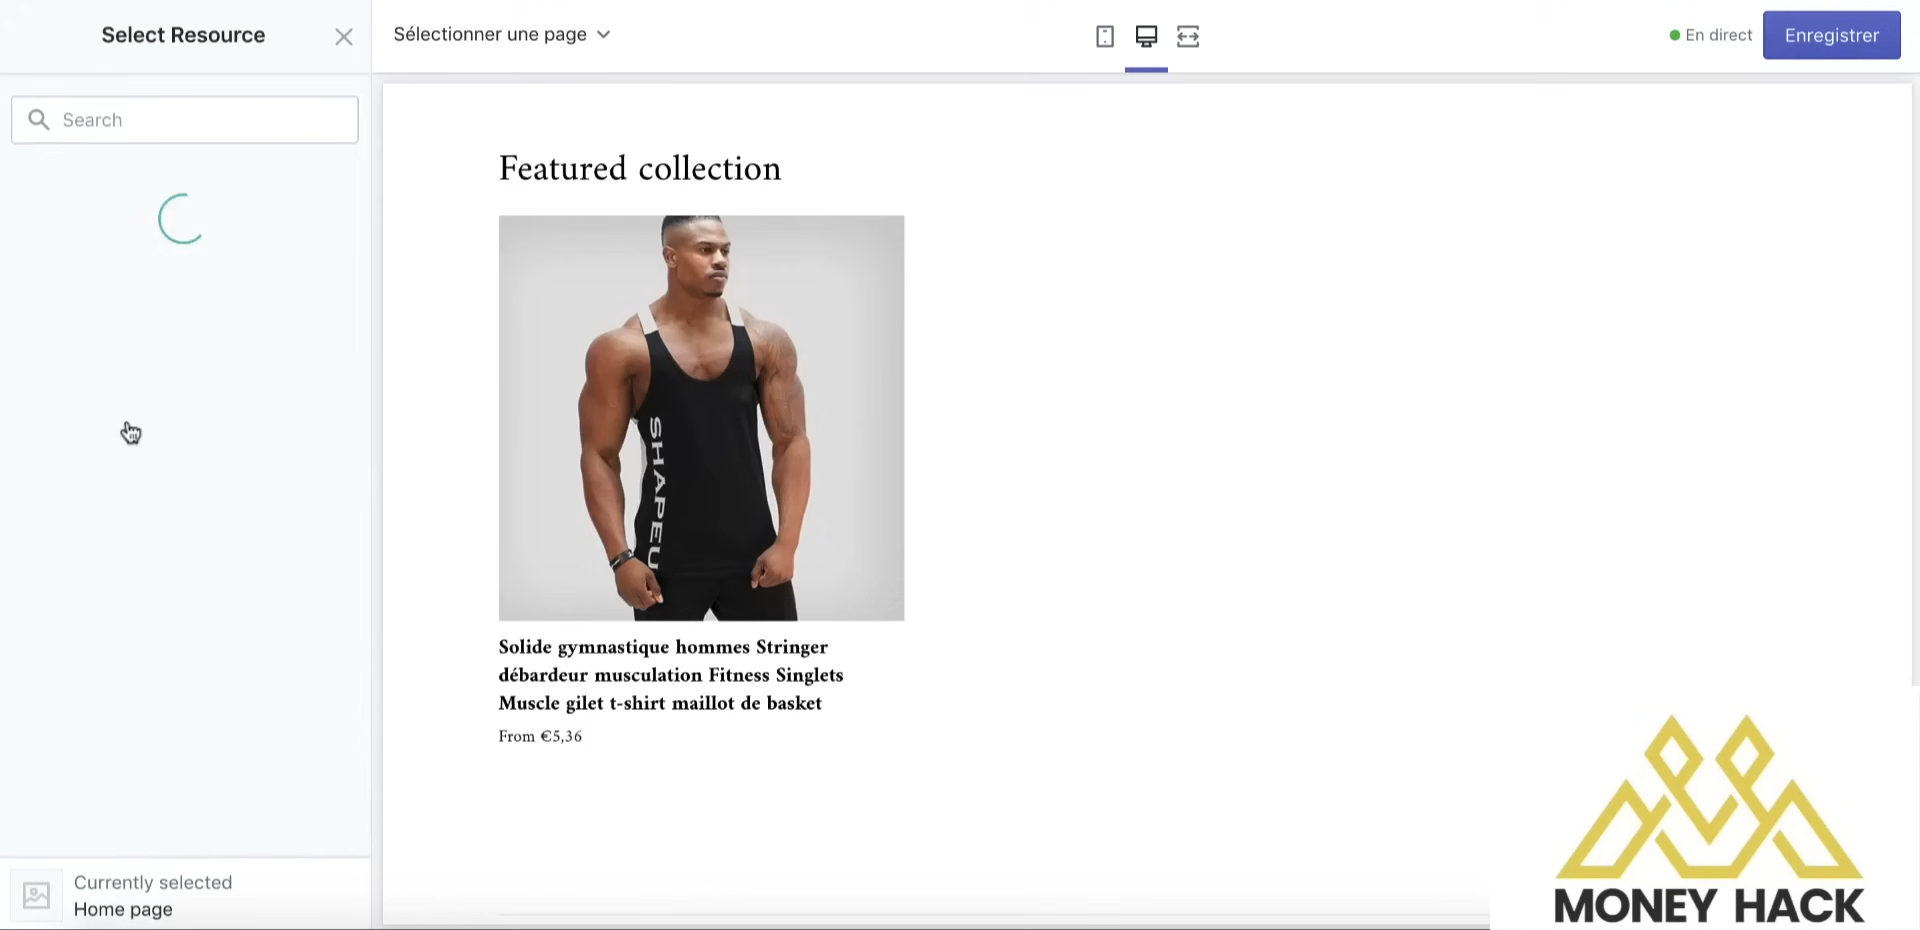 Select Resource
Sélectionner une page
En direct
Enregistrer
Search
Featured collection
SHAPEU
Solide gymnastique hommes Stringer
débardeur musculation Fitness Singlets
Muscle gilet t-shirt maillot de basket
From €5,36
Currently selected
Home page
MONEY HACK